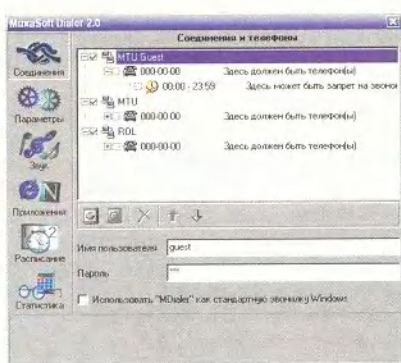 MoxaSoft Dialer 2.0
Соединения и телефоны
Соединения
Параметры
Звук
Приложения
Расписание
Статистика
MTU Guest
000-00-00 Здесь должен быть телефон(ы)
00:00 - 23:59 Здесь может быть запрет на звонок
MTU
000-00-00 Здесь должен быть телефон(ы)
ROL
000-00-00 Здесь должен быть телефон(ы)
Имя пользователя guest
Пароль ***
Использовать "MDialer" как стандартную звонилку Windows